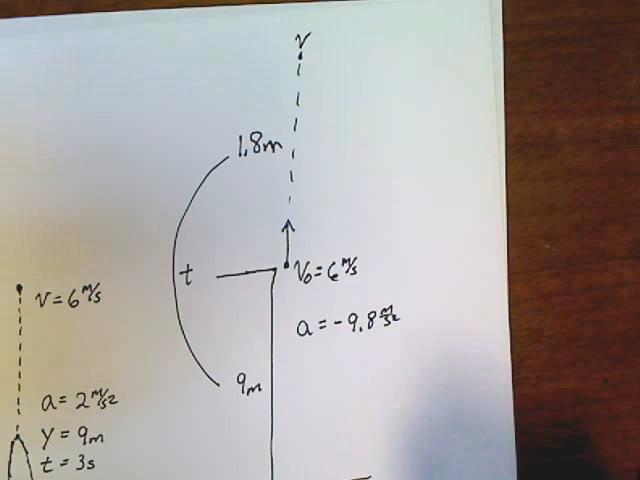 v
1.8m
t
V₀ = 6 m/s
a = -9.8 m/s²
9m
v = 6 m/s
a = 2 m/s²
y = 9m
t = 3s